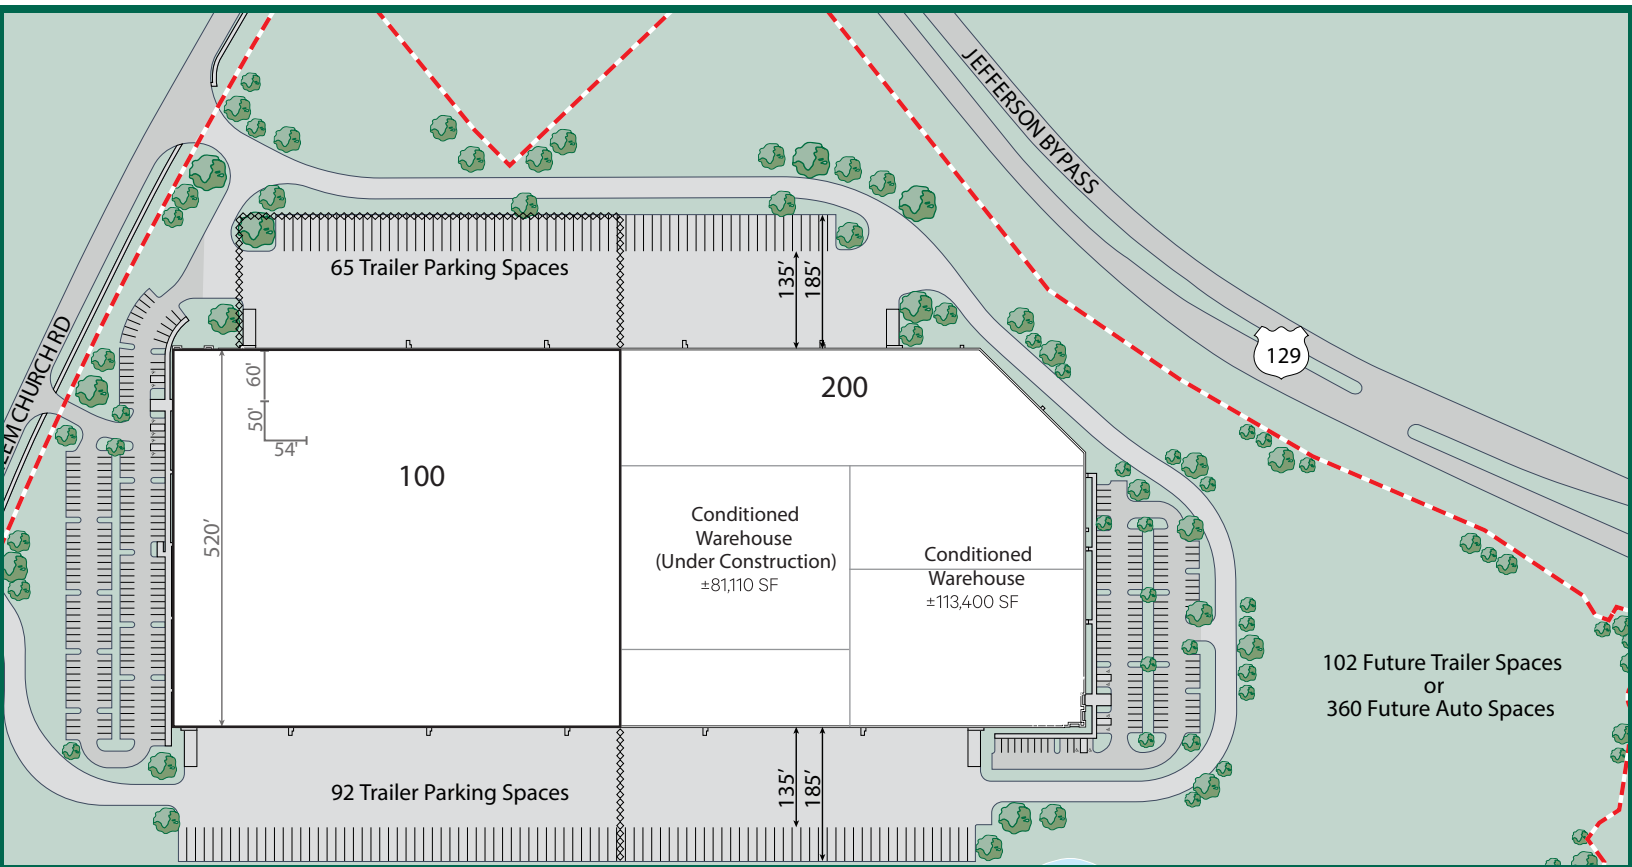 JEFFERSON BYPASS
129
65 Trailer Parking Spaces
135'
185'
CHURCH RD
60'
50'
54'
520'
100
200
Conditioned
Warehouse
(Under Construction)
±81,110 SF
Conditioned
Warehouse
±113,400 SF
102 Future Trailer Spaces
or
360 Future Auto Spaces
92 Trailer Parking Spaces
135'
185'